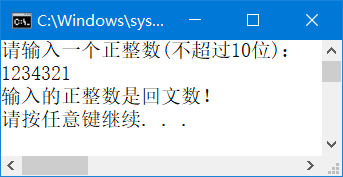 C:\Windows\sys...
请输入一个正整数(不超过10位):
1234321
输入的正整数是回文数!
请按任意键继续. . .